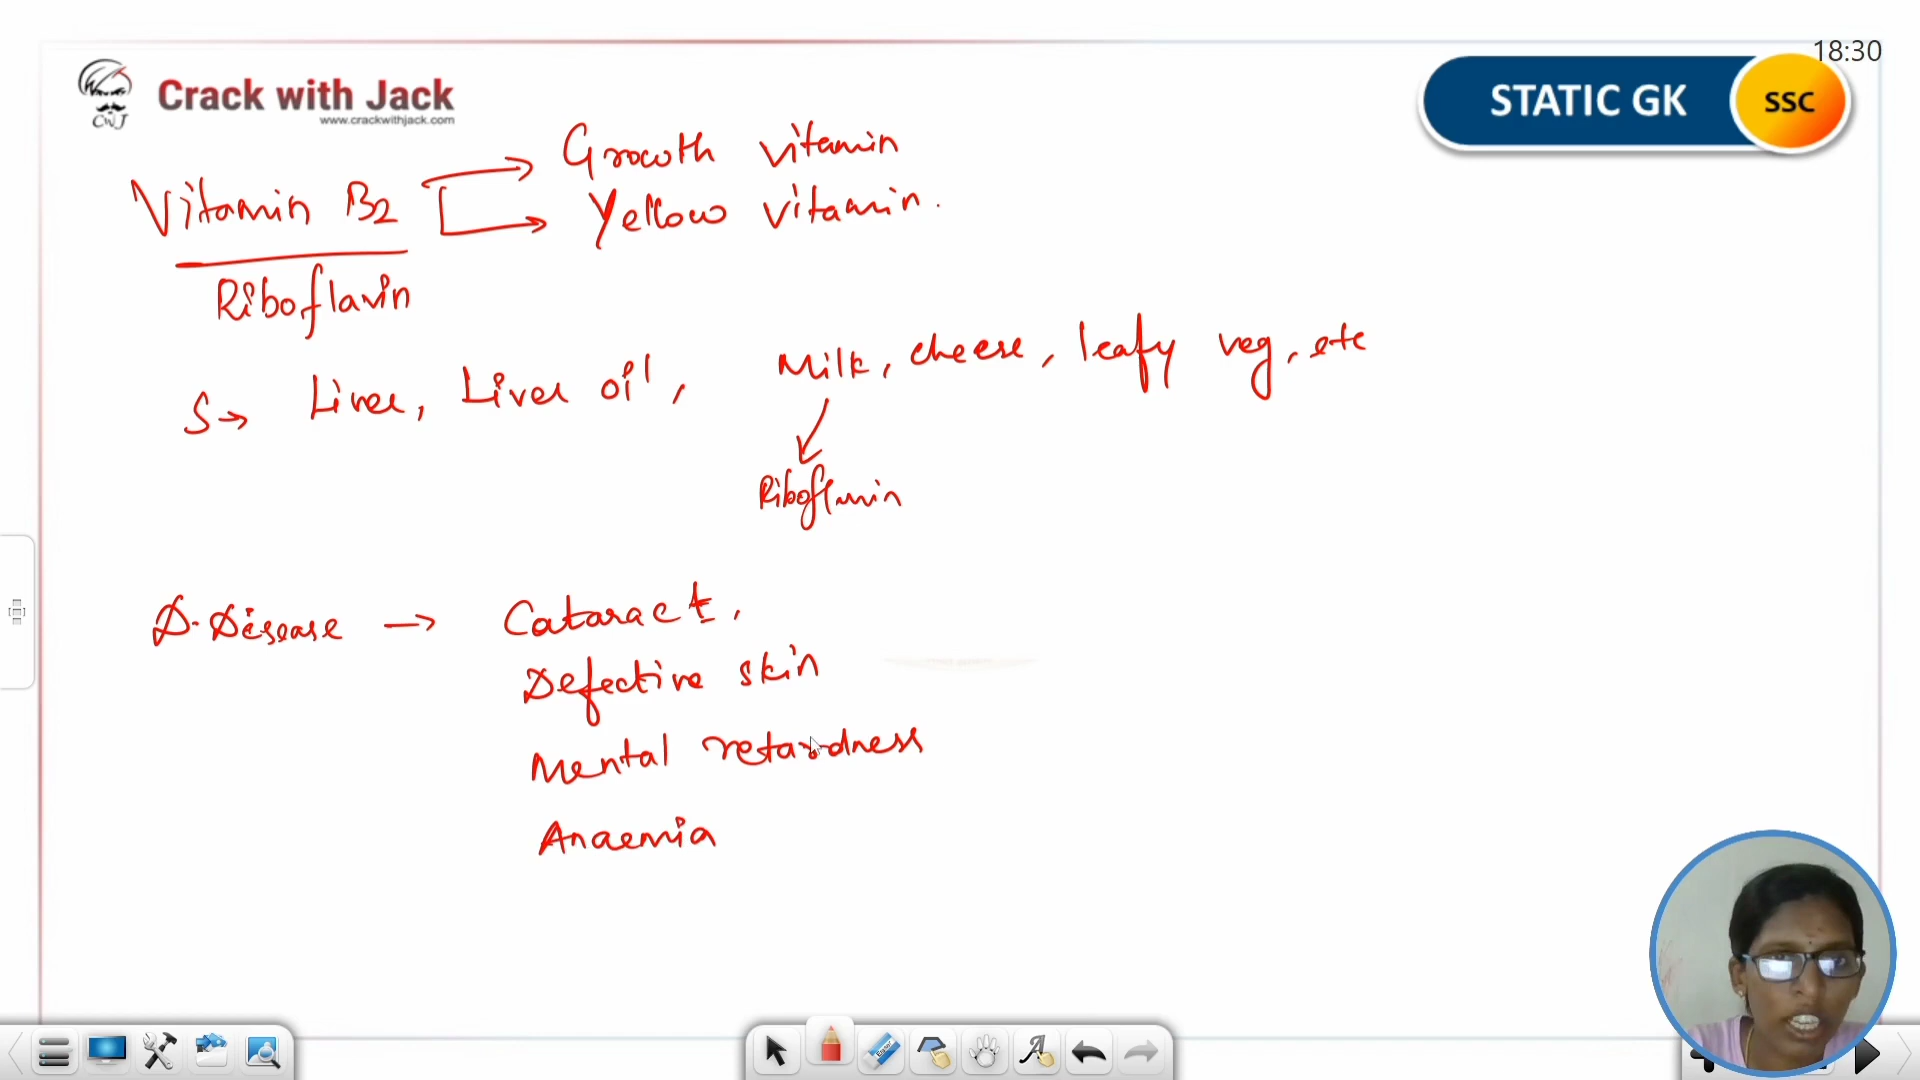 18:30
Crack with Jack
www.crackwithjack.com
CWJ
STATIC GK SSC
Growth vitamin
Vitamin B2
Yellow vitamin.
Riboflavin
S→ Liver, Liver oil, Milk, cheese, leafy veg, etc
Riboflavin
D. Disease → Cataract,
Defective skin
Mental retardness
Anaemia